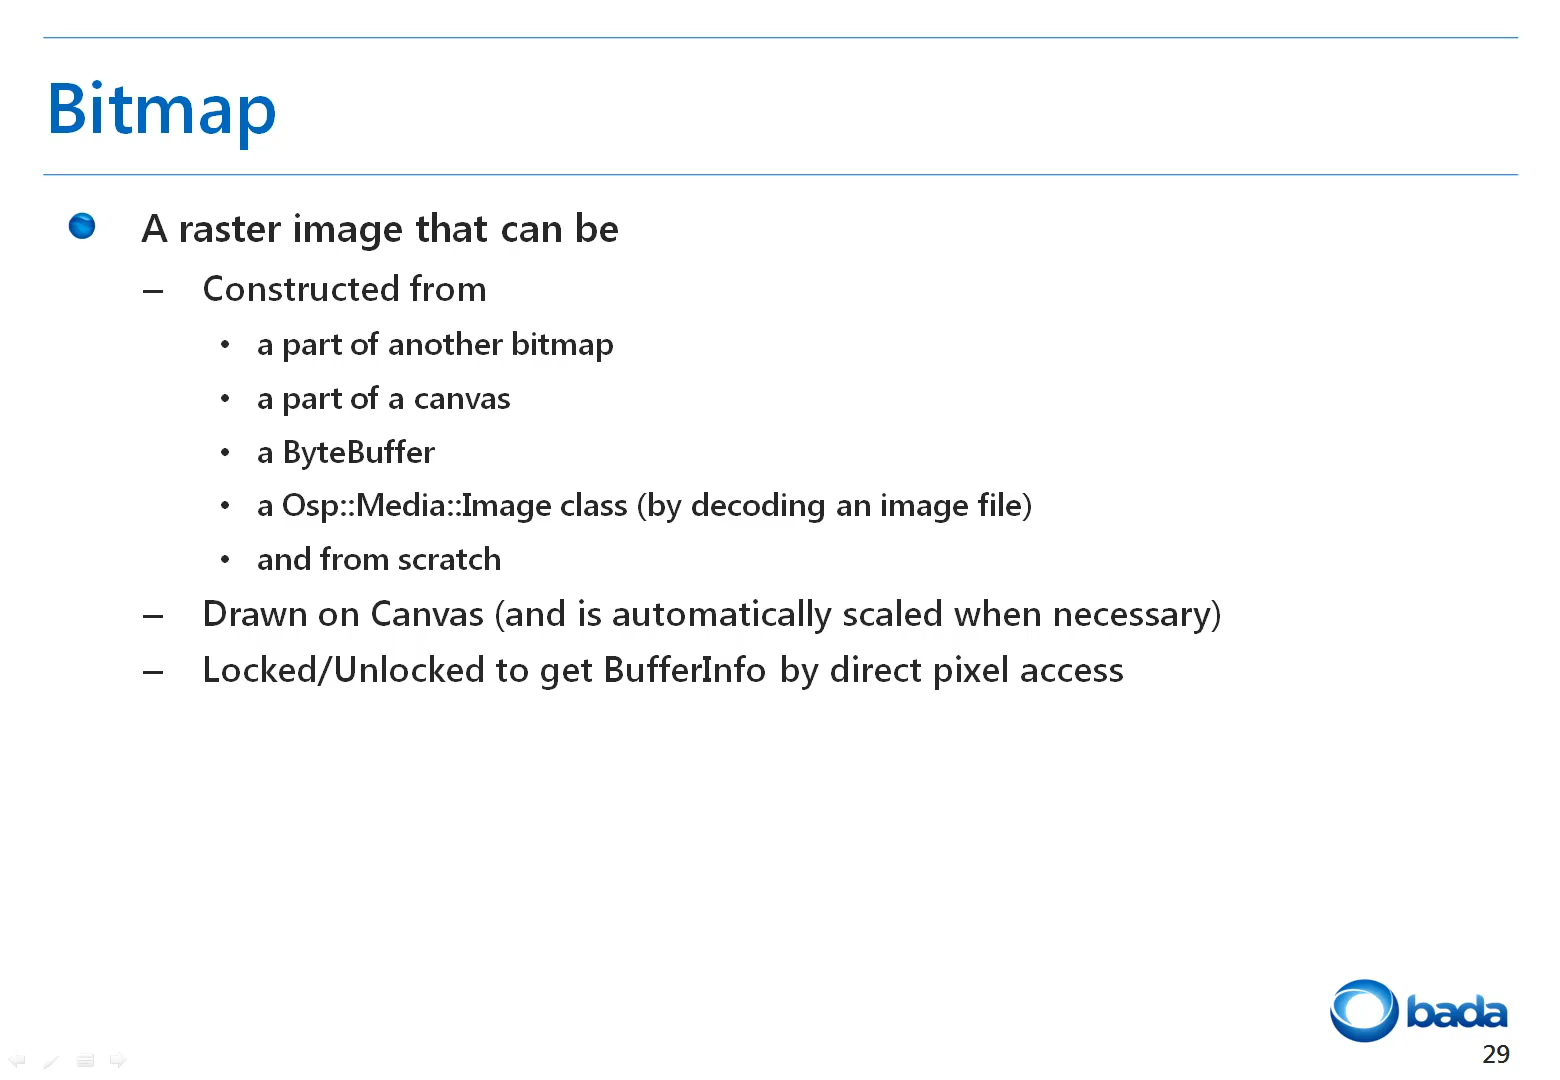 Bitmap
A raster image that can be
– Constructed from
• a part of another bitmap
• a part of a canvas
• a ByteBuffer
• a Osp::Media::Image class (by decoding an image file)
• and from scratch
– Drawn on Canvas (and is automatically scaled when necessary)
– Locked/Unlocked to get BufferInfo by direct pixel access
bada
29